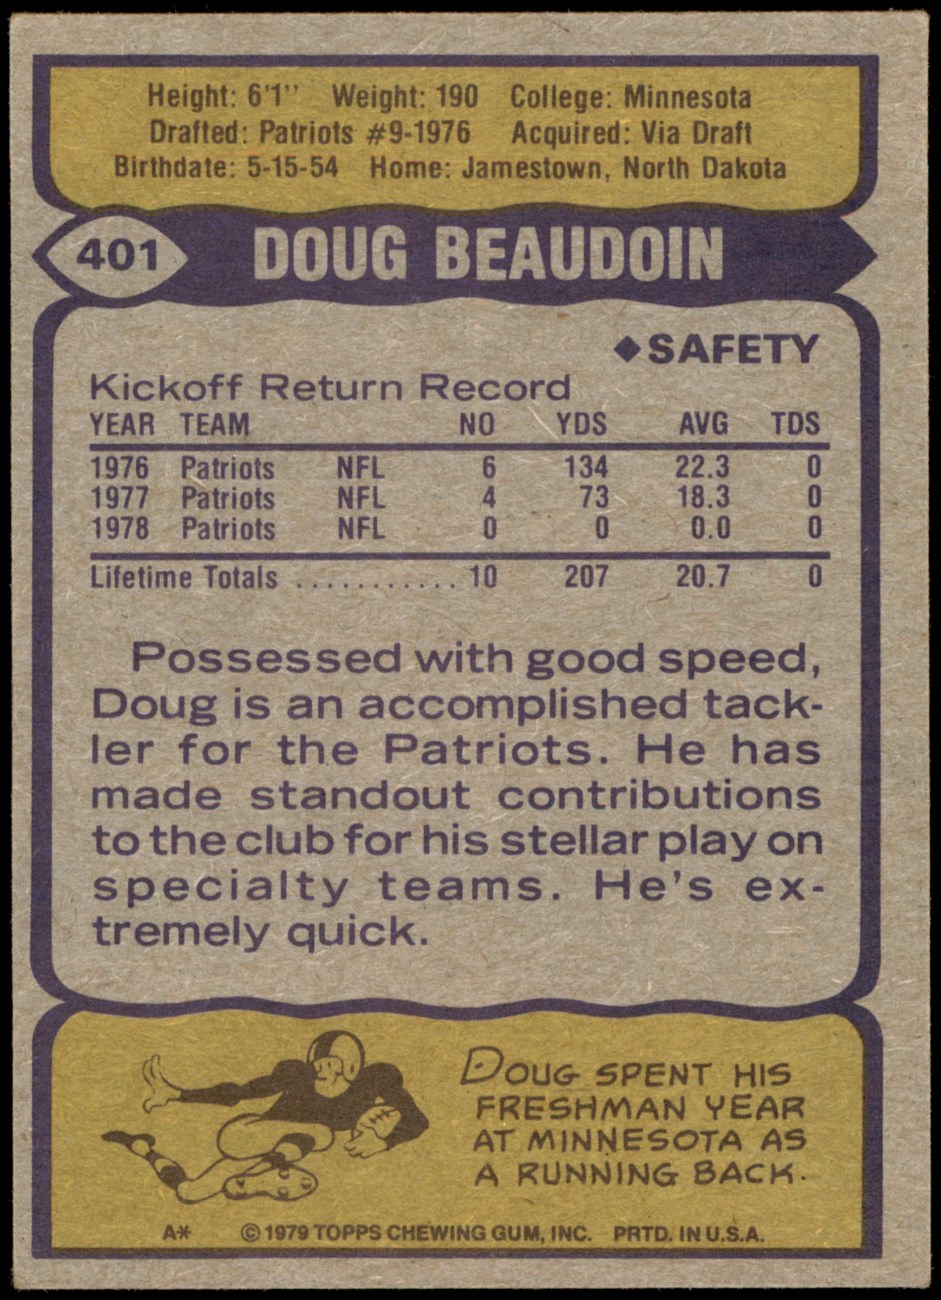 Height: 6'1" Weight: 190 College: Minnesota
Drafted: Patriots #9-1976 Acquired: Via Draft
Birthdate: 5-15-54 Home: Jamestown, North Dakota
401 DOUG BEAUDOIN
◆SAFETY
Kickoff Return Record
YEAR TEAM NO YDS AVG TDS
1976 Patriots NFL 6 134 22.3 0
1977 Patriots NFL 4 73 18.3 0
1978 Patriots NFL 0 0 0.0 0
Lifetime Totals ........... 10 207 20.7 0
Possessed with good speed,
Doug is an accomplished tack-
ler for the Patriots. He has
made standout contributions
to the club for his stellar play on
specialty teams. He's ex-
tremely quick.
DOUG SPENT HIS
FRESHMAN YEAR
AT MINNESOTA AS
A RUNNING BACK.
A* © 1979 TOPPS CHEWING GUM, INC. PRTD. IN U.S.A.